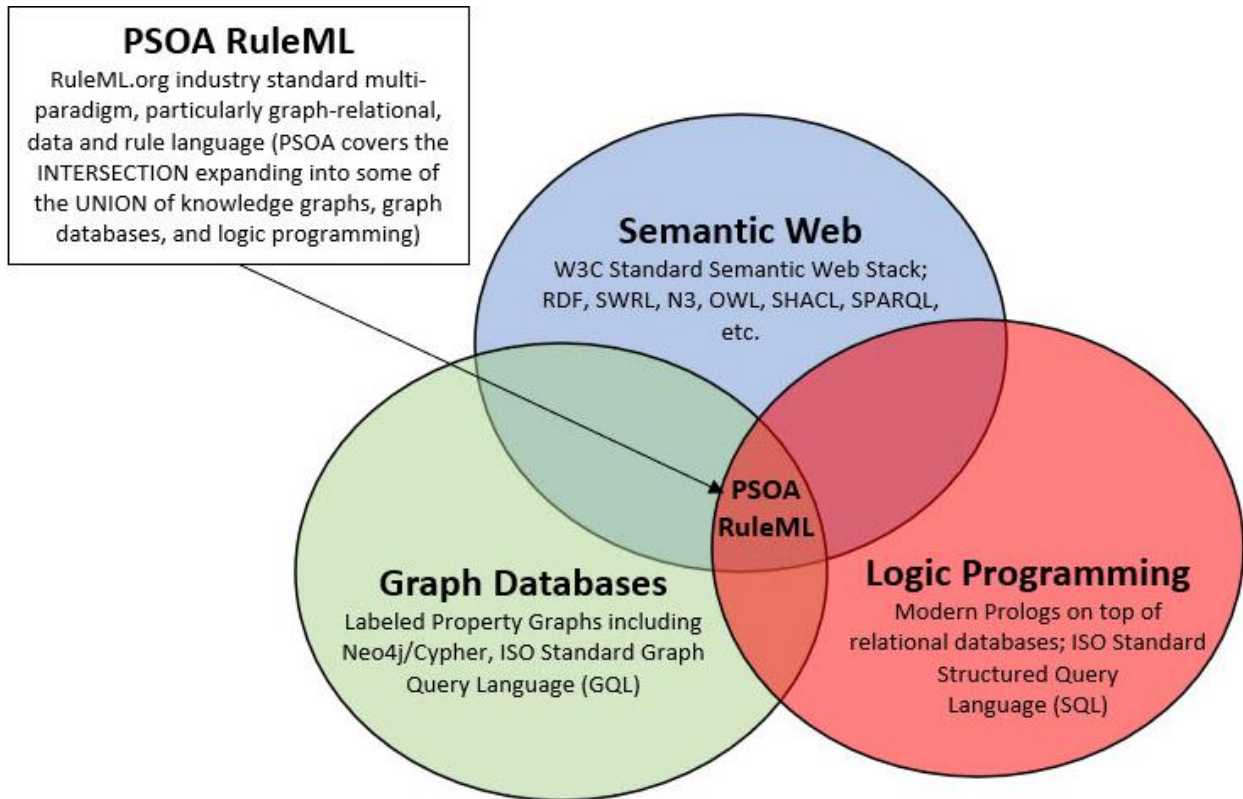 PSOA RuleML
RuleML.org industry standard multi-
paradigm, particularly graph-relational,
data and rule language (PSOA covers the
INTERSECTION expanding into some of
the UNION of knowledge graphs, graph
databases, and logic programming)
Semantic Web
W3C Standard Semantic Web Stack;
RDF, SWRL, N3, OWL, SHACL, SPARQL,
etc.
PSOA
RuleML
Graph Databases
Labeled Property Graphs including
Neo4j/Cypher, ISO Standard Graph
Query Language (GQL)
Logic Programming
Modern Prologs on top of
relational databases; ISO Standard
Structured Query
Language (SQL)